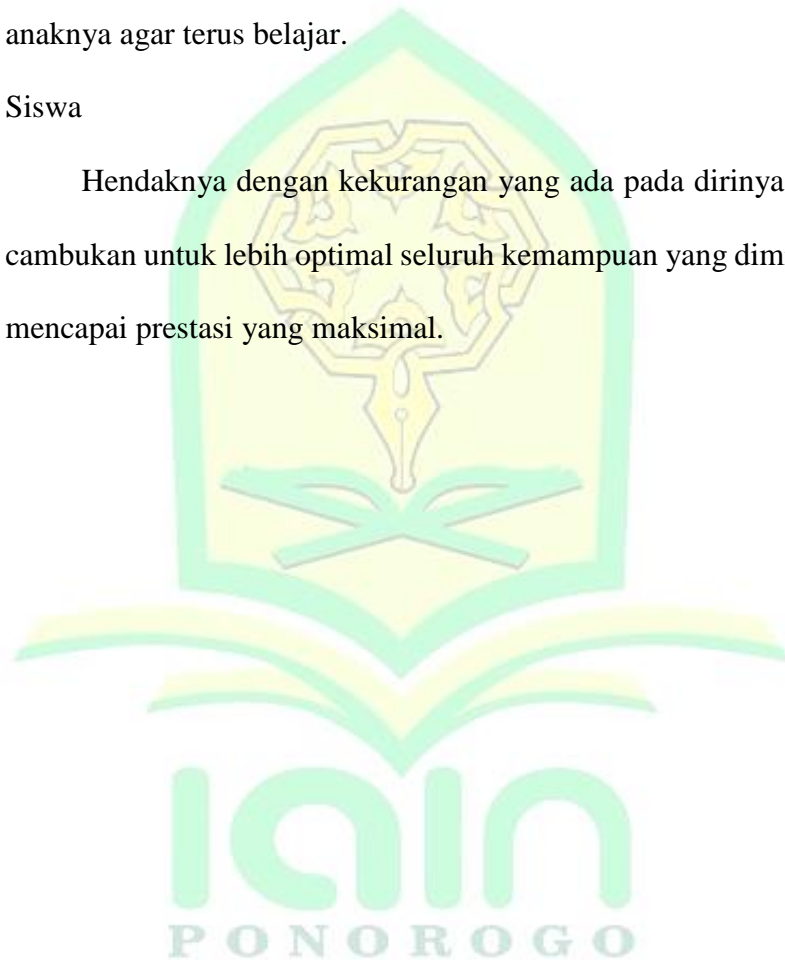 anaknya agar terus belajar.
Siswa
Hendaknya dengan kekurangan yang ada pada dirinya
cambukan untuk lebih optimal seluruh kemampuan yang
mencapai prestasi yang maksimal.
iain
PONOROGO